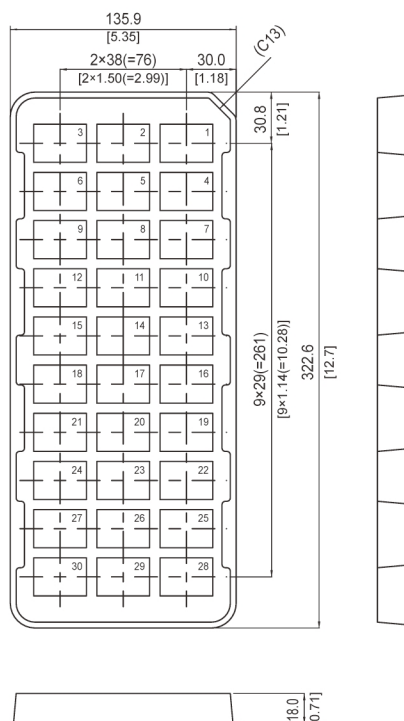 135.9
[5.35]
2×38(=76)
30.0
[2×1.50(=2.99)]
[1.18]
(C13)
30.8
[1.21]
3 2 1
6 5 4
9 8 7
12 11 10
15 14 13
18 17 16
21 20 19
24 23 22
27 26 25
30 29 28
9×29(=261)
[9×1.14(=10.28)]
322.6
[12.7]
18.0
0.71]